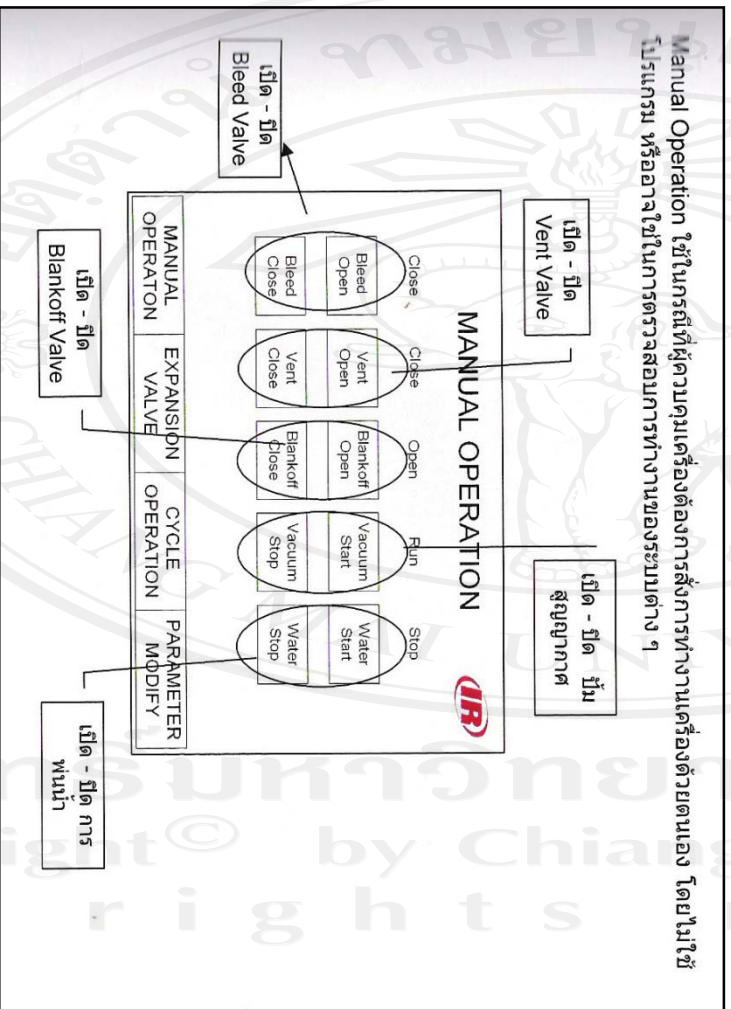 Manual Operation ใช้ในกรณีที่ผู้ควบคุมเครื่องต้องการสั่งการทำงานเครื่องด้วยตนเอง โดยไม่ใช้
โปรแกรม หรืออาจใช้ในการตรวจสอบการทำงานของระบบต่าง ๆ
เปิด - ปิด
Vent Valve
เปิด - ปิด ปั๊ม
สูญญากาศ
MANUAL OPERATION
IR
Close
Close
Open
Run
Stop
Bleed
Open
Vent
Open
Blankoff
Open
Vacuum
Start
Water
Start
Bleed
Close
Vent
Close
Blankoff
Close
Vacuum
Stop
Water
Stop
MANUAL
OPERATON
EXPANSION
VALVE
CYCLE
OPERATION
PARAMETER
MODIFY
เปิด - ปิด
Bleed Valve
เปิด - ปิด
Blankoff Valve
เปิด - ปิด การ
พ่นน้ำ
CHIANG MAI UNIV
ight© by Chiang
rights